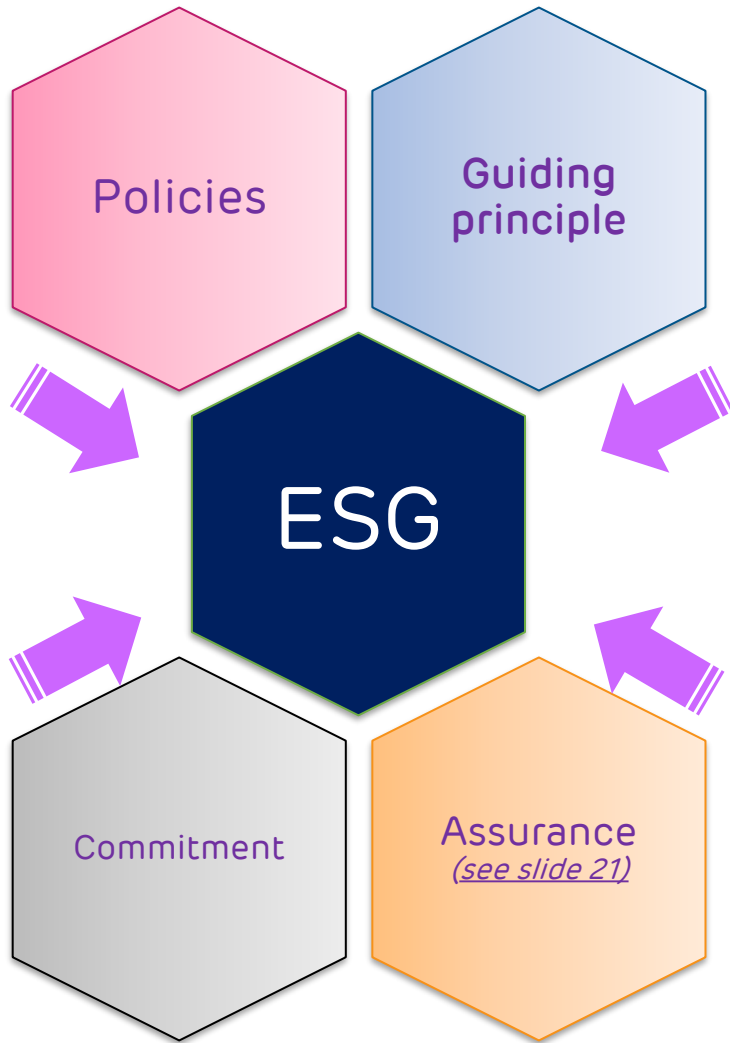 Policies
Guiding
principle
ESG
Commitment
Assurance
(see slide 21)